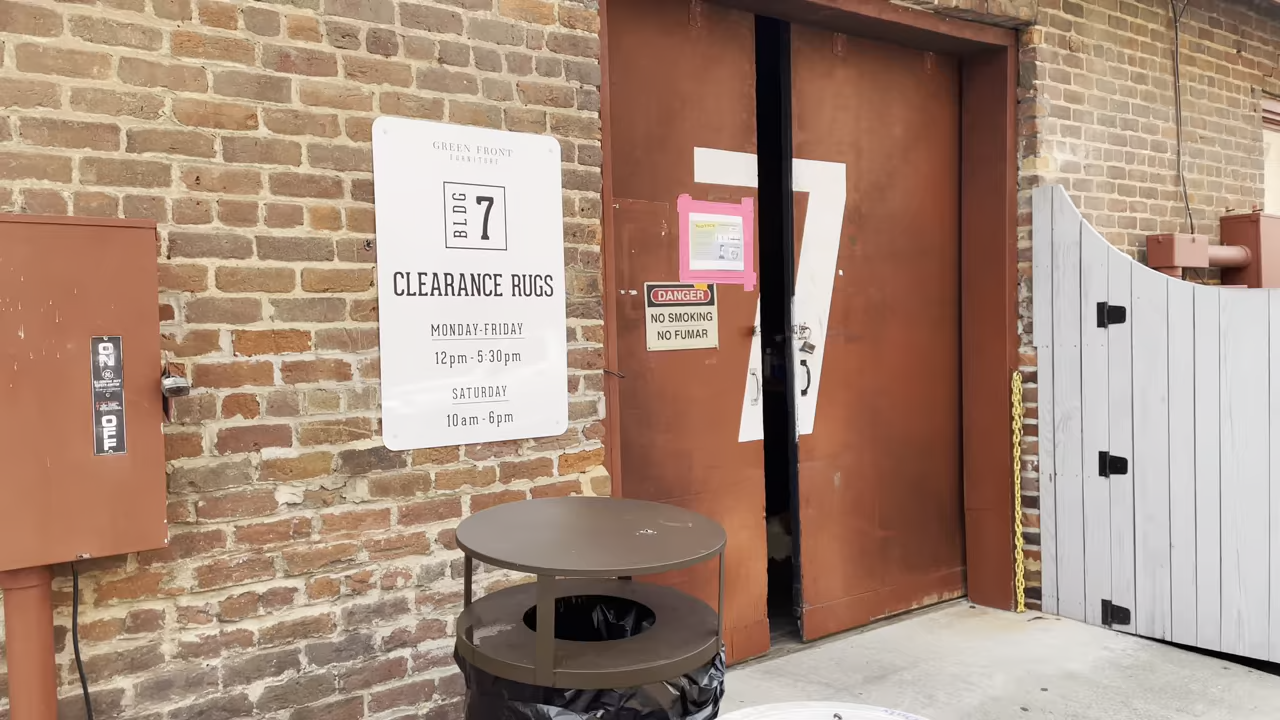 GREEN FRONT
FURNITURE
BLDG 7
CLEARANCE RUGS
MONDAY-FRIDAY
12pm - 5:30pm
SATURDAY
10am - 6pm
ON
OFF
7
DANGER
NO SMOKING
NO FUMAR